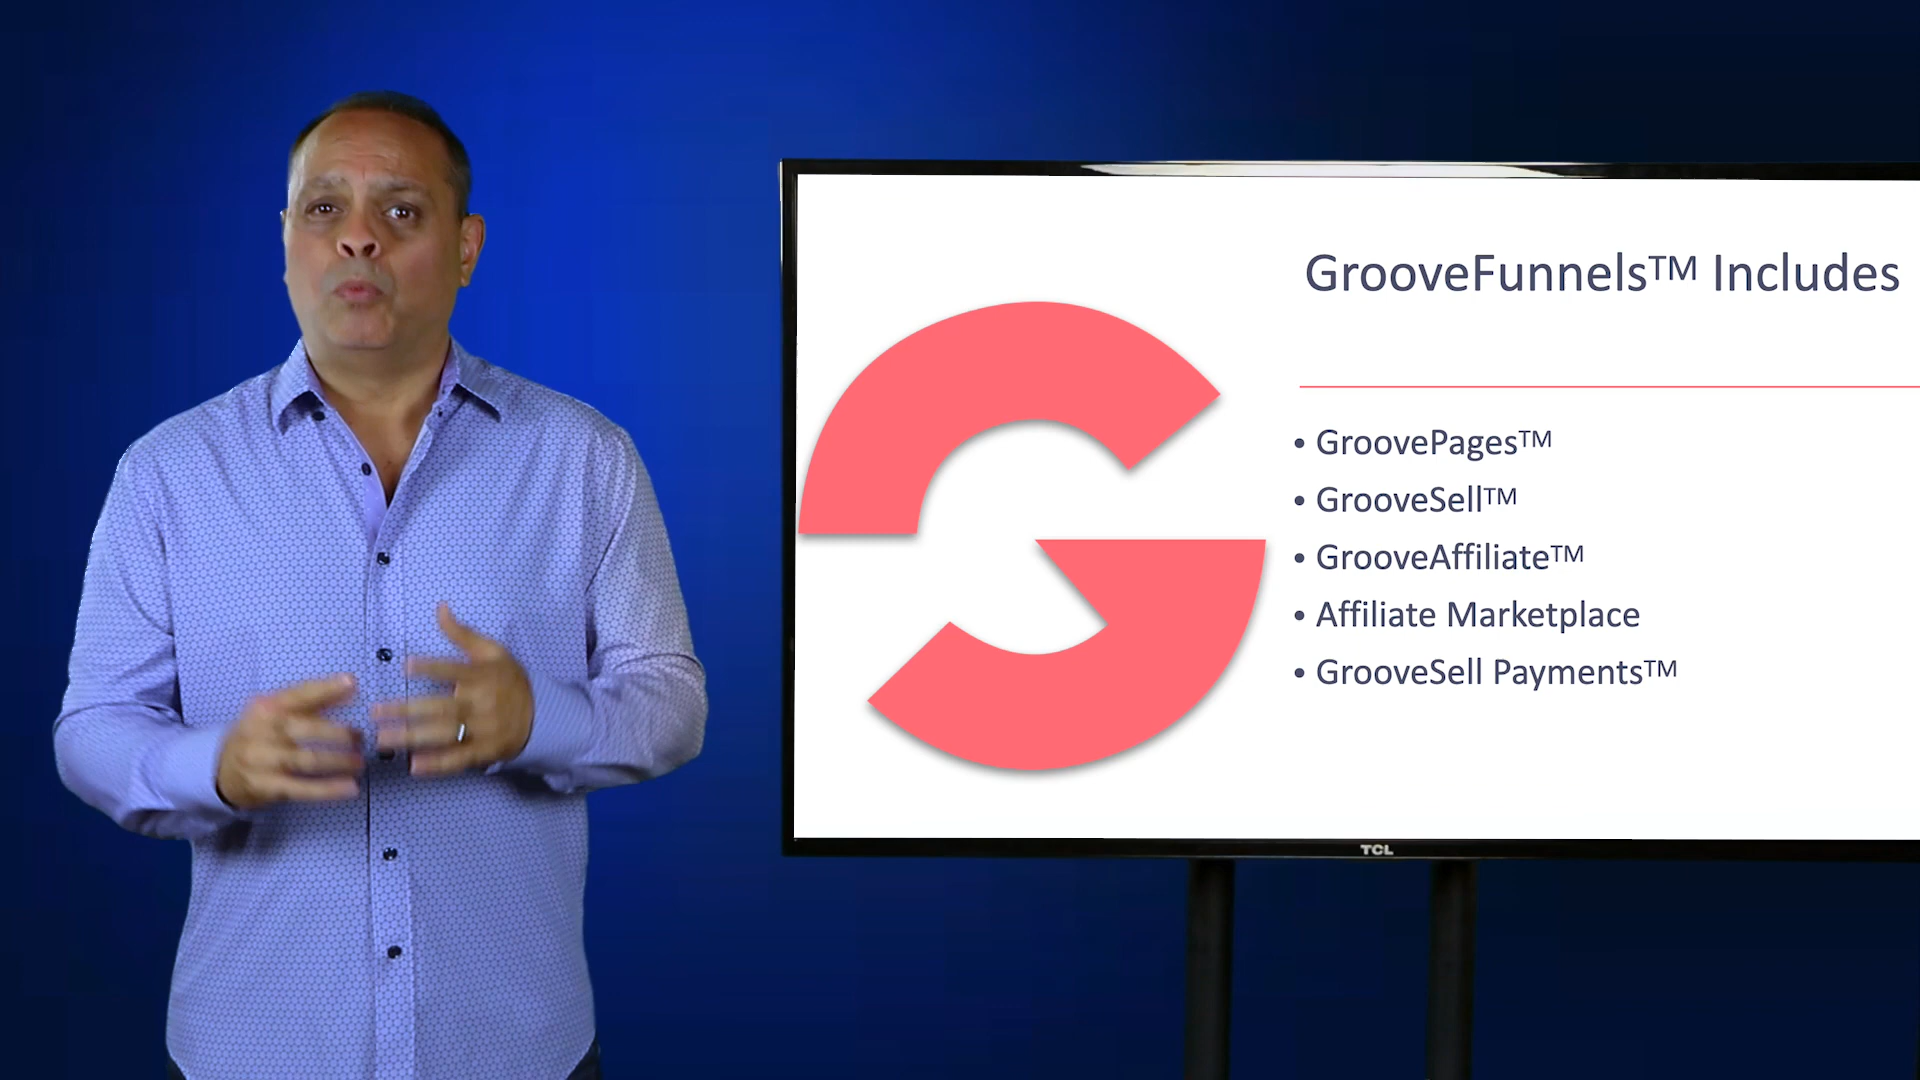 GrooveFunnels™ Includes
• GroovePages™
• GrooveSell™
• GrooveAffiliate™
• Affiliate Marketplace
• GrooveSell Payments™
TCL